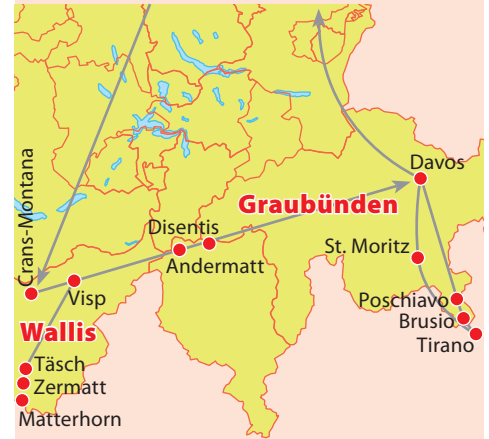 Davos
Graubünden
Disentis
Andermatt
St. Moritz
Crans-Montana
Visp
Poschiavo
Brusio
Tirano
Wallis
Täsch
Zermatt
Matterhorn